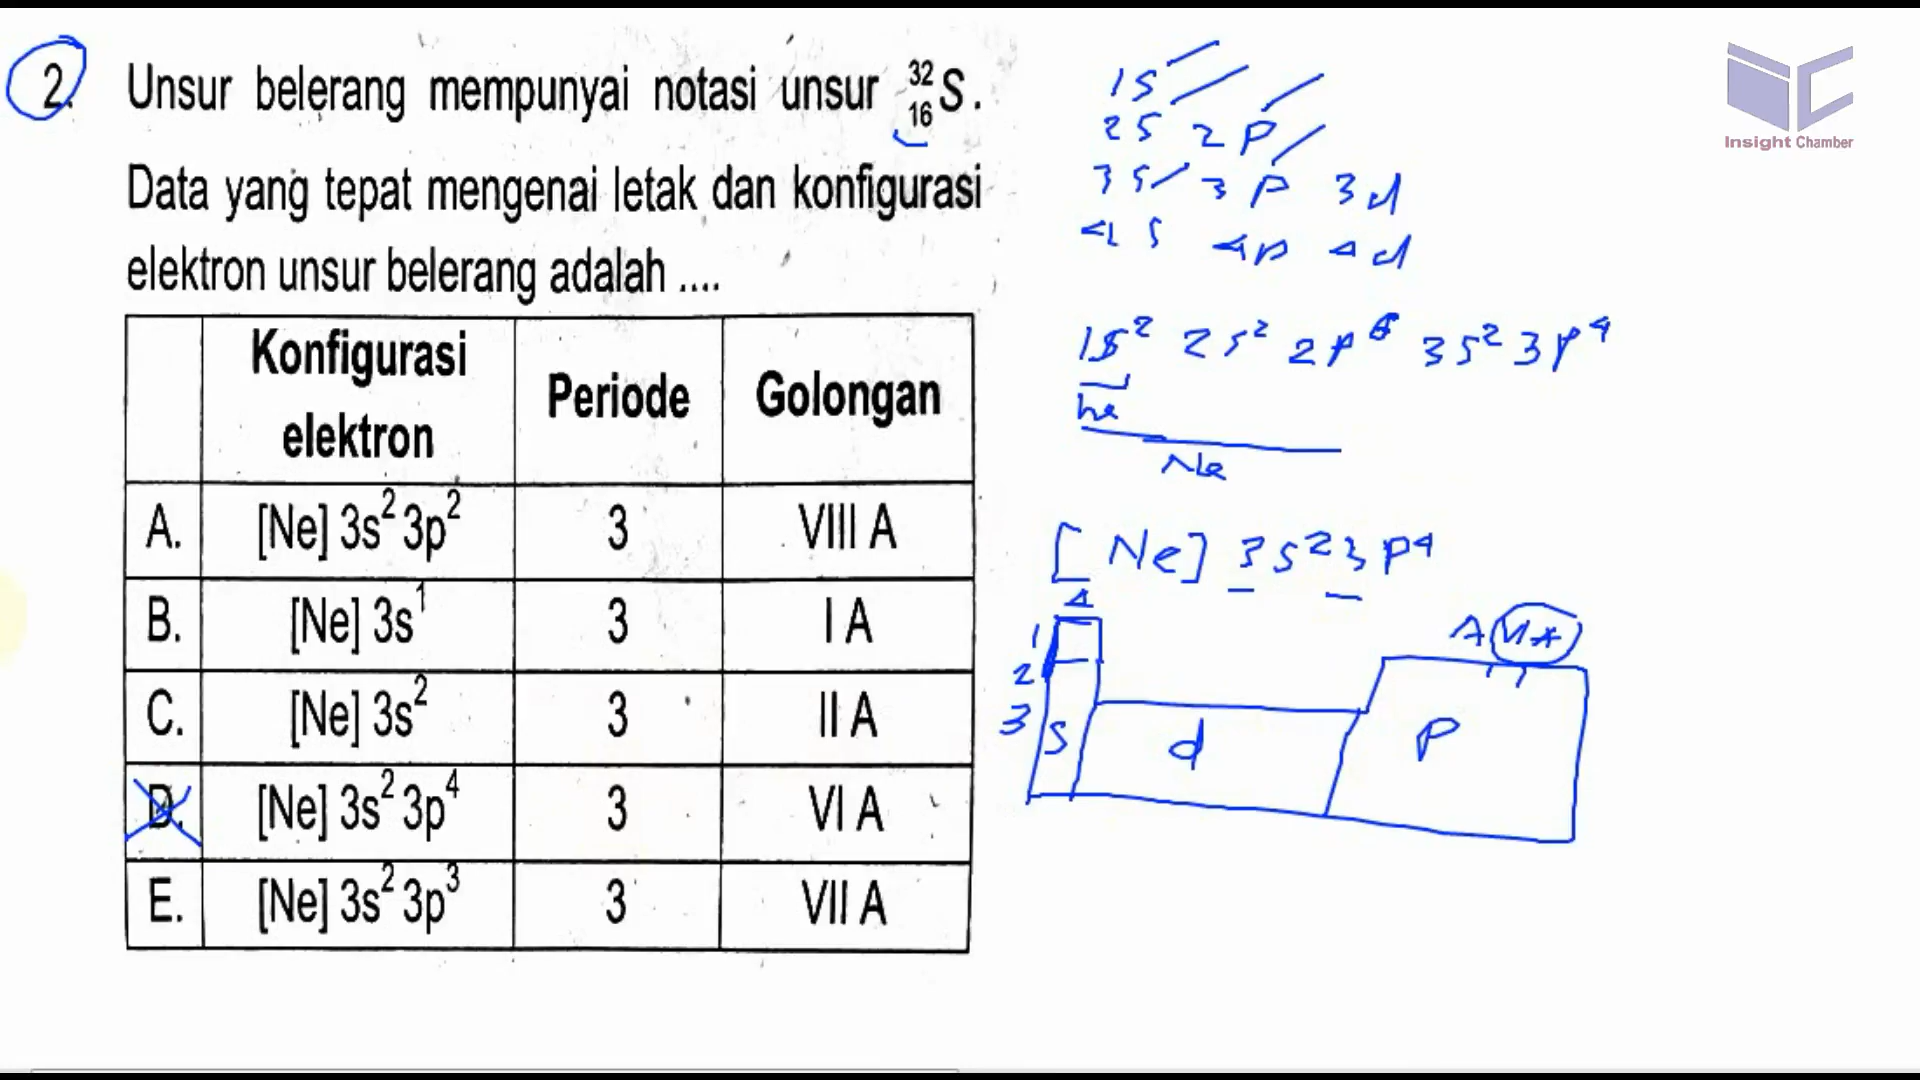 2. Unsur belerang mempunyai notasi unsur ³²₁₆S.
Data yang tepat mengenai letak dan konfigurasi
elektron unsur belerang adalah ....
Konfigurasi elektron Periode Golongan
A. [Ne] 3s² 3p² 3 VIII A
B. [Ne] 3s¹ 3 I A
C. [Ne] 3s² 3 II A
D. [Ne] 3s² 3p⁴ 3 VI A
E. [Ne] 3s² 3p³ 3 VII A
1s
2s 2p
3s 3p 3d
4s 4p 4d
1s² 2s² 2p⁶ 3s² 3p⁴
he
Ne
[Ne] 3s² 3p⁴
1
2
3
s d p
A
Insight Chamber